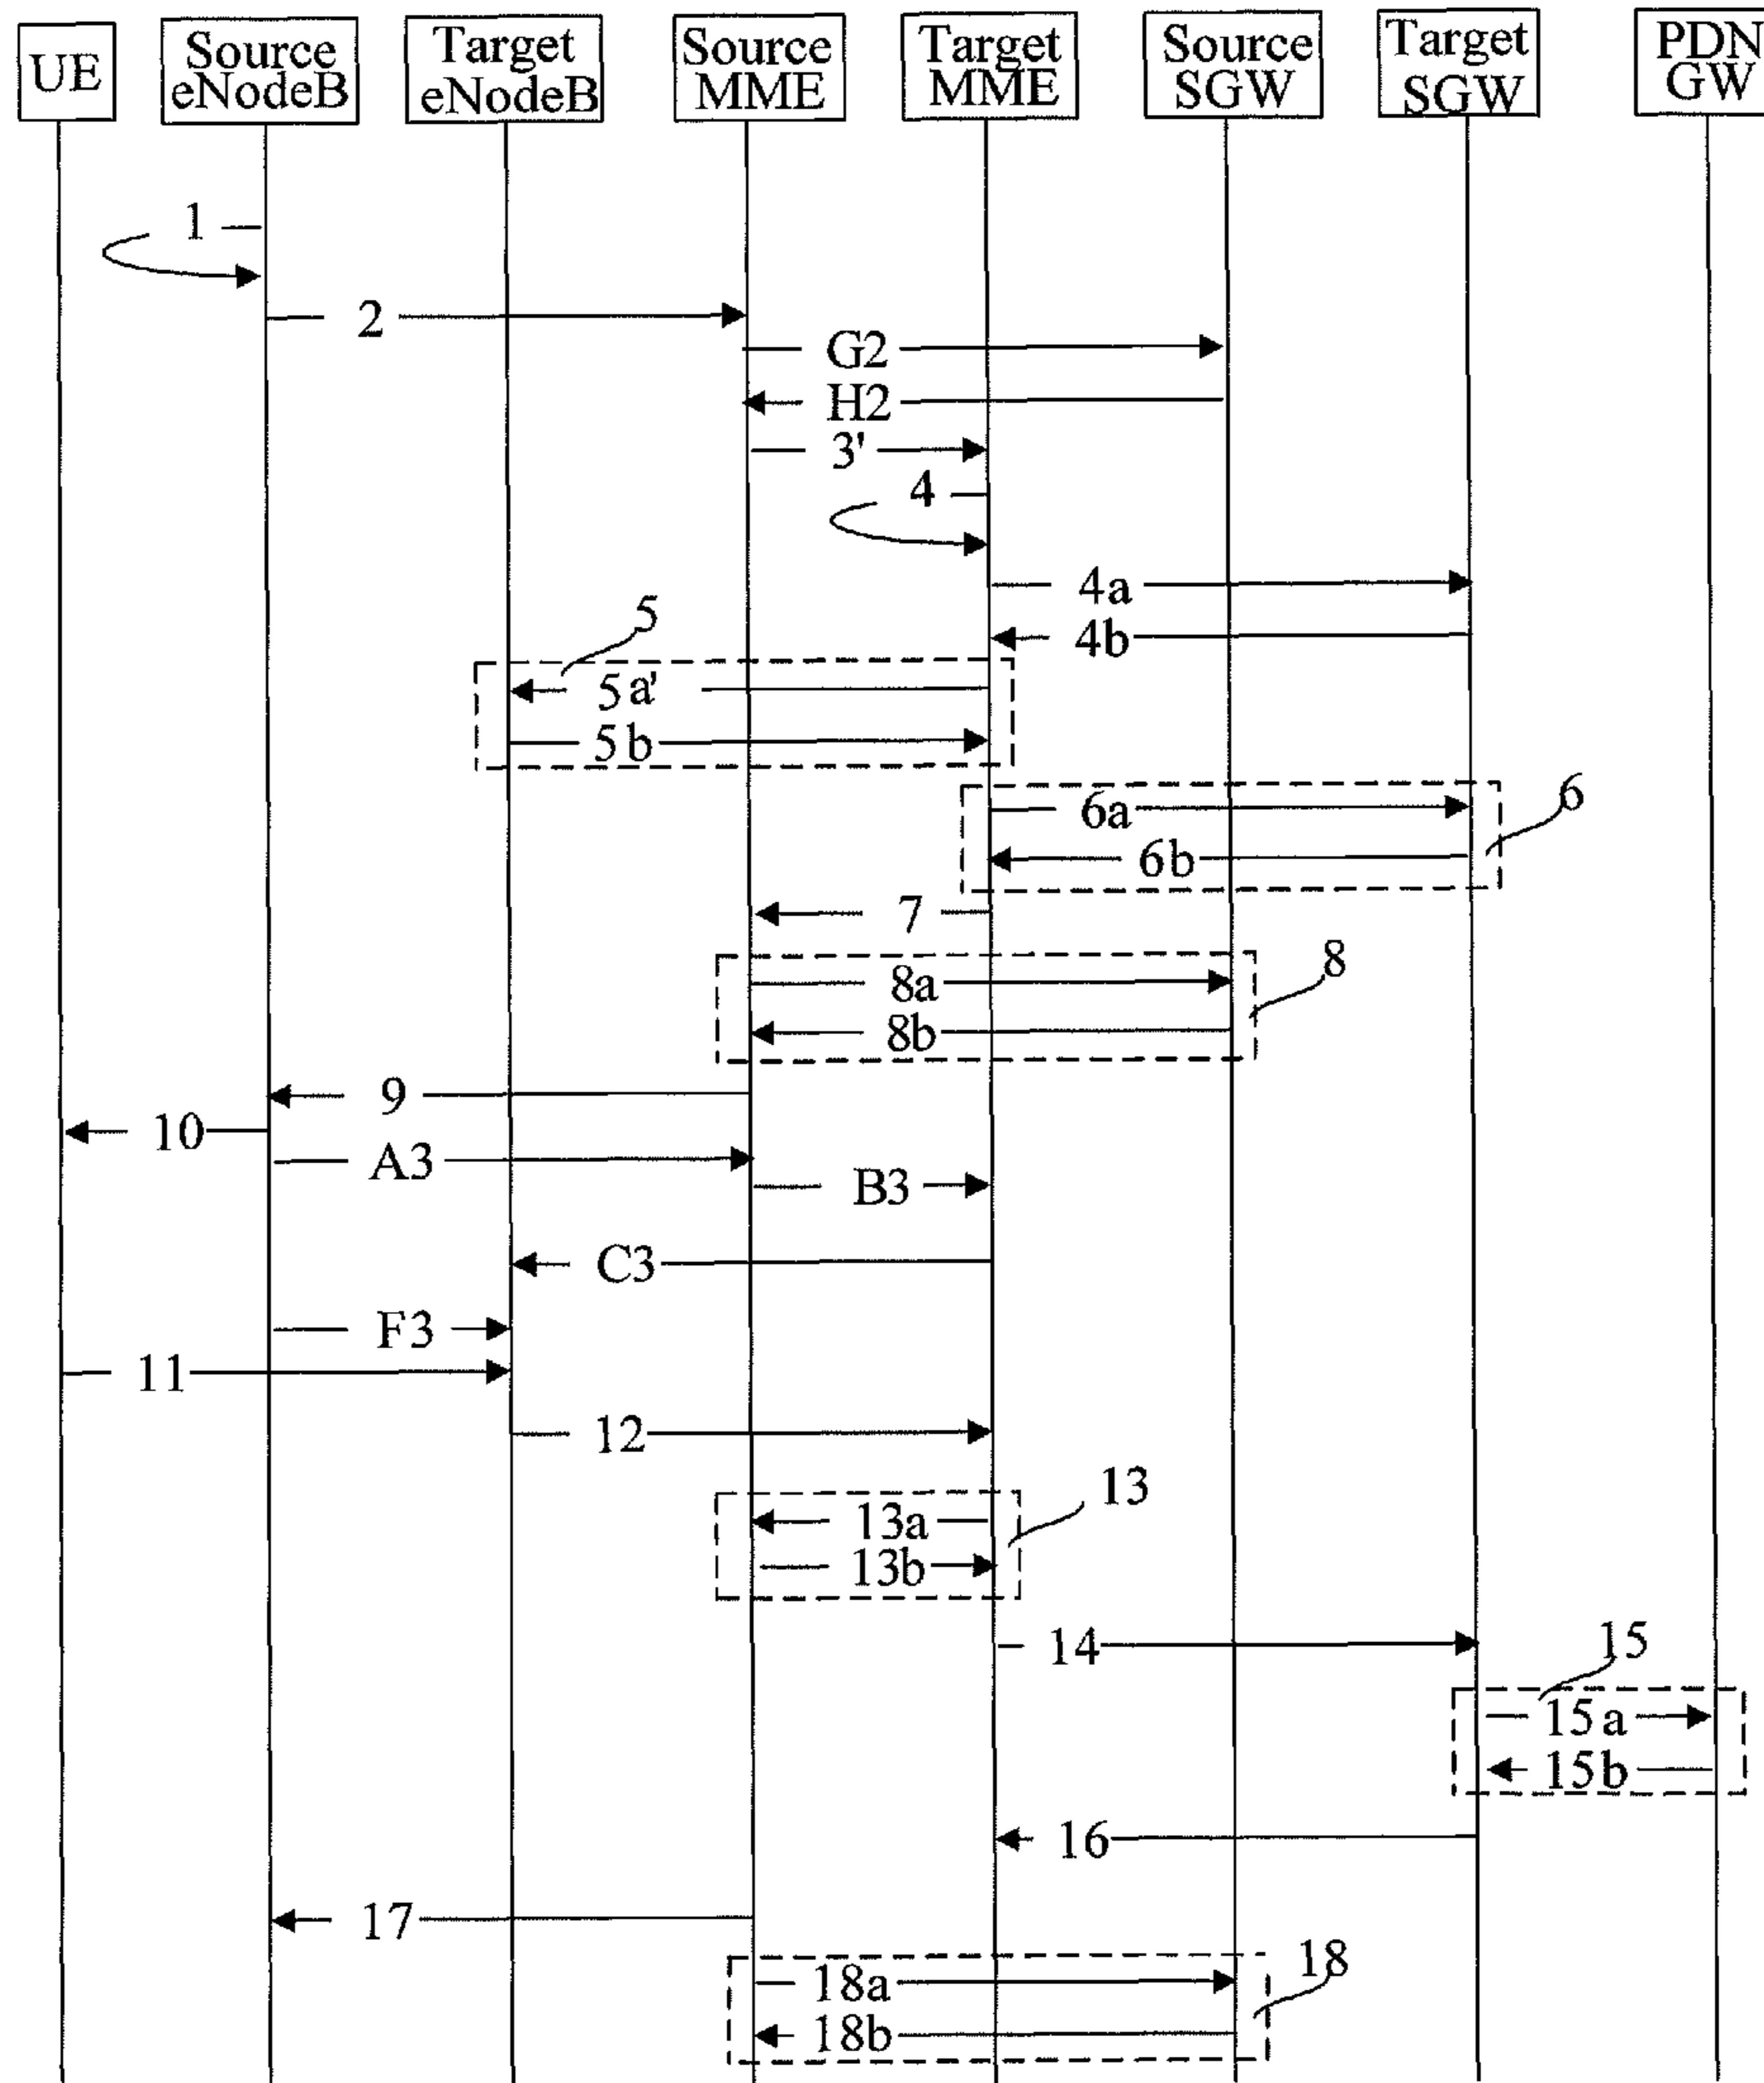 UE
Source
eNodeB
Target
eNodeB
Source
MME
Target
MME
Source
SGW
Target
SGW
PDN
GW
1
2
G2
H2
3'
4
4a
4b
5
5a'
5b
6a
6
6b
7
8
8a
8b
9
10
A3
B3
C3
F3
11
12
13
13a
13b
14
15
15a
15b
16
17
18
18a
18b